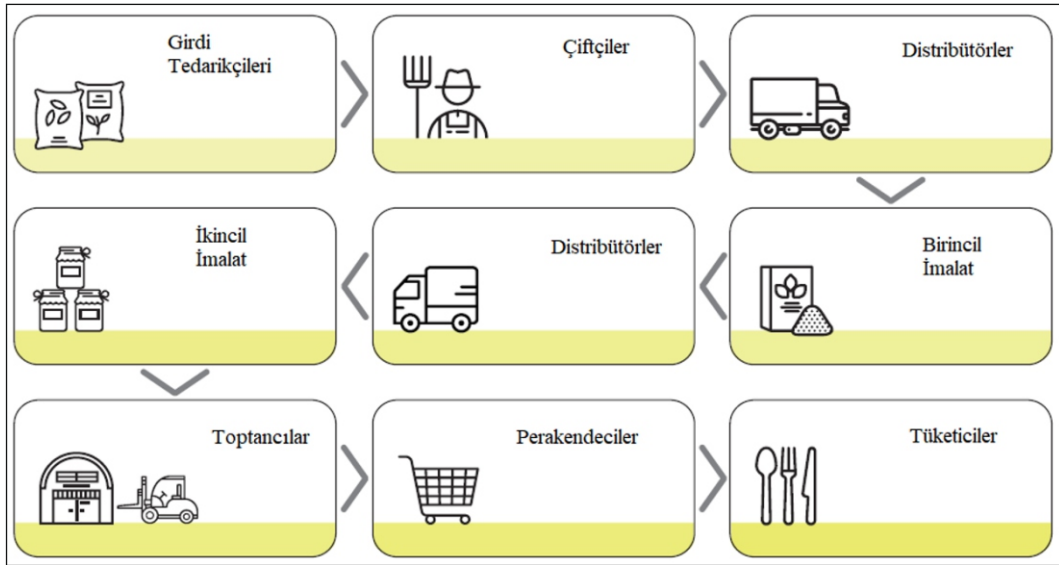 Girdi
Tedarikçileri
Çiftçiler
Distribütörler
Birincil
İmalat
Distribütörler
İkincil
İmalat
Toptancılar
Perakendeciler
Tüketiciler